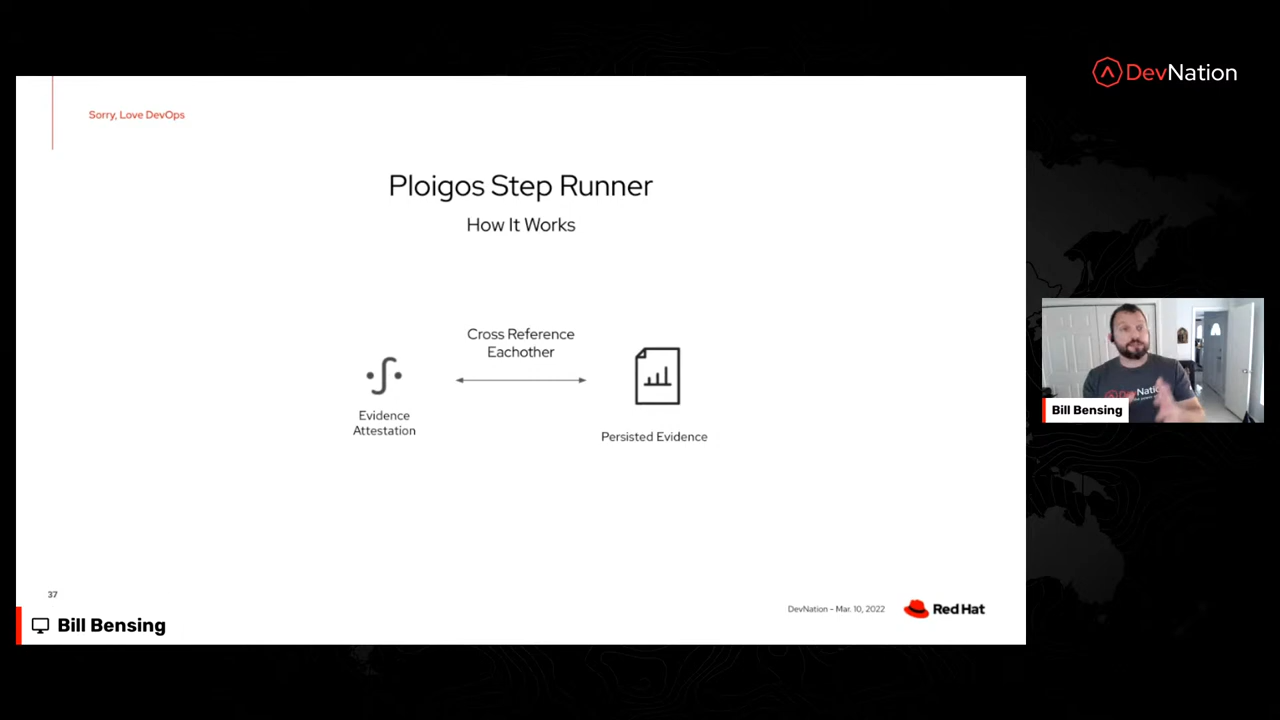 DevNation
Sorry, Love DevOps
Ploigos Step Runner
How It Works
Cross Reference
Eachother
Evidence
Attestation
Persisted Evidence
DevNation
Bill Bensing
37
DevNation - Mar. 10, 2022
Red Hat
Bill Bensing